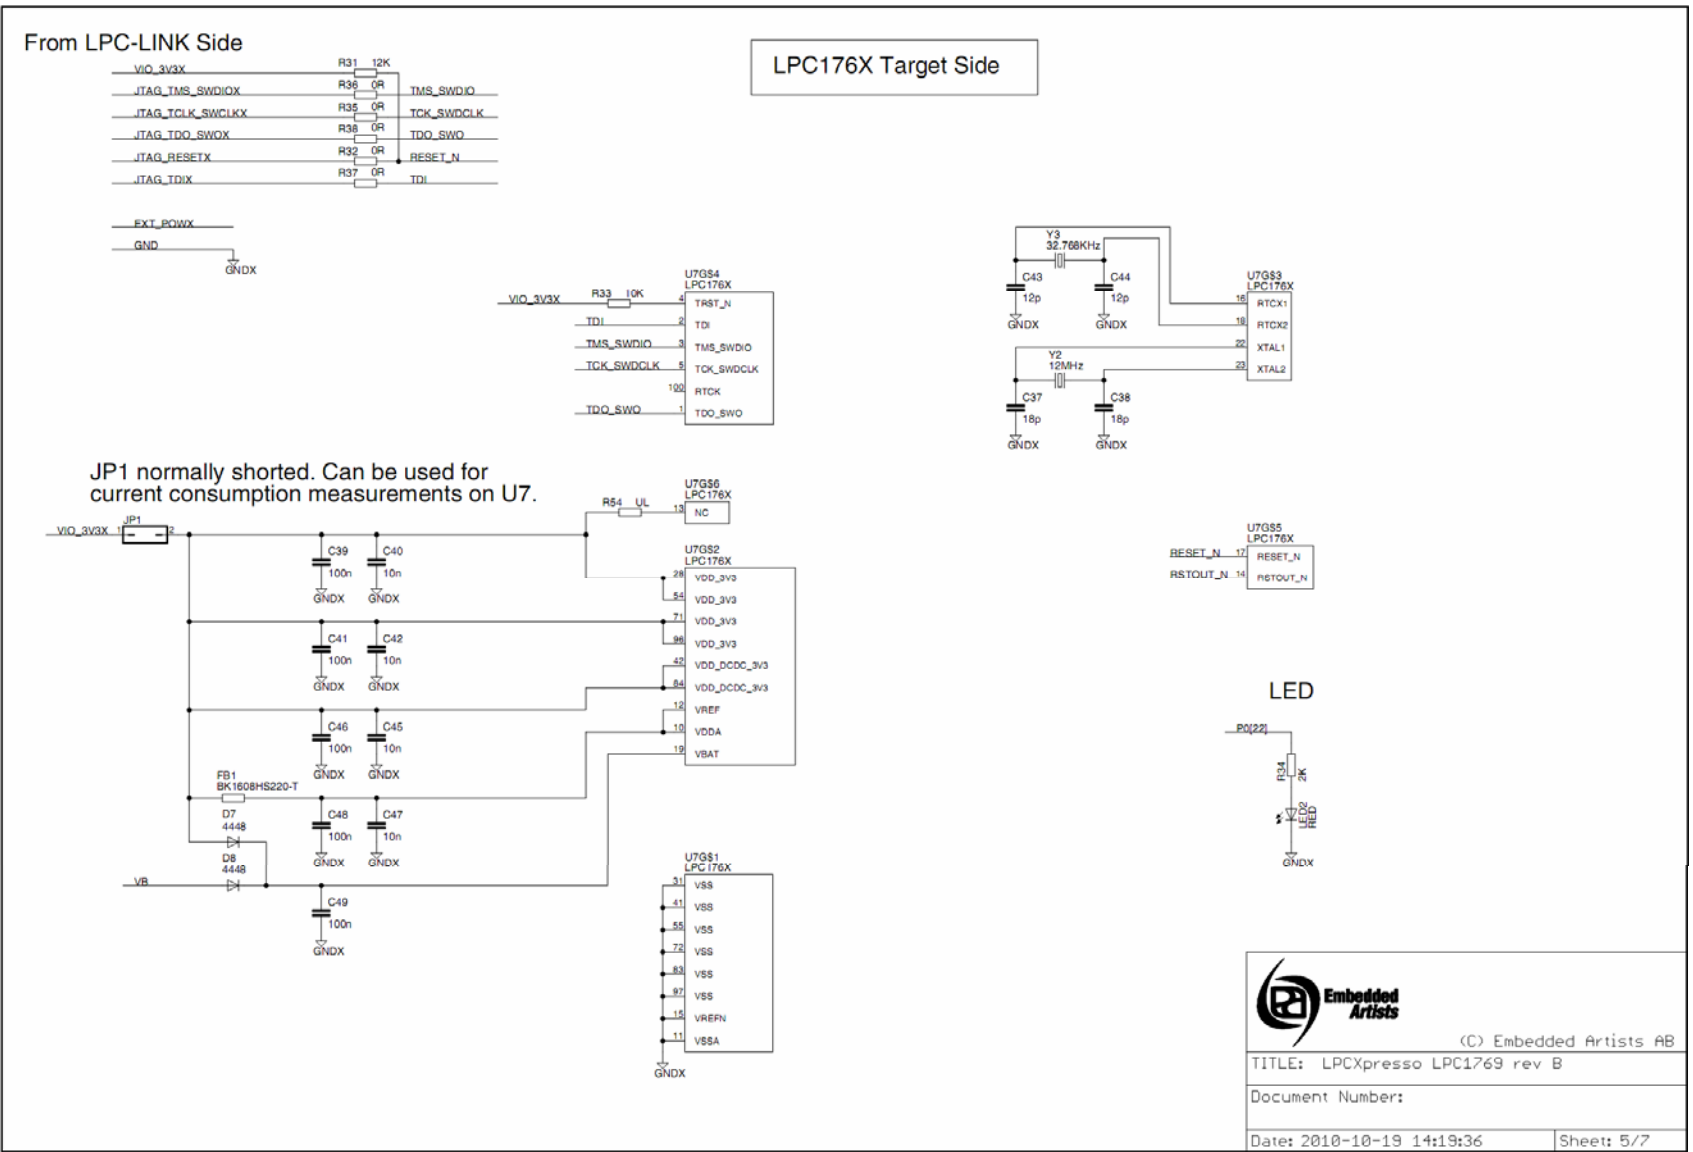 From LPC-LINK Side
LPC176X Target Side
VIO_3V3X R31 12K
JTAG_TMS_SWDIOX R36 0R TMS_SWDIO
JTAG_TCLK_SWCLKX R35 0R TCK_SWDCLK
JTAG_TDO_SWOX R38 0R TDO_SWO
JTAG_RESETX R32 0R RESET_N
JTAG_TDIX R37 0R TDI
EXT_POWX
GND
GNDX
U7G$4
LPC176X
VIO_3V3X R33 10K 4 TRST_N
TDI 2 TDI
TMS_SWDIO 3 TMS_SWDIO
TCK_SWDCLK 5 TCK_SWDCLK
100 RTCK
TDO_SWO 1 TDO_SWO
Y3
32.768KHz
C43 C44
12p 12p
GNDX GNDX
U7G$3
LPC176X
16 RTCX1
18 RTCX2
22 XTAL1
23 XTAL2
Y2
12MHz
C37 C38
18p 18p
GNDX GNDX
JP1 normally shorted. Can be used for
current consumption measurements on U7.
U7G$6
LPC176X
R54 UL 13 NC
VIO_3V3X 1 JP1 2
C39 C40
100n 10n
GNDX GNDX
U7G$2
LPC176X
28 VDD_3V3
54 VDD_3V3
71 VDD_3V3
96 VDD_3V3
42 VDD_DCDC_3V3
84 VDD_DCDC_3V3
12 VREF
10 VDDA
19 VBAT
C41 C42
100n 10n
GNDX GNDX
C46 C45
100n 10n
GNDX GNDX
FB1
BK1608HS220-T
C48 C47
100n 10n
GNDX GNDX
D7
4448
D8
4448
VB
C49
100n
GNDX
U7G$1
LPC176X
31 VSS
41 VSS
55 VSS
72 VSS
83 VSS
97 VSS
15 VREFN
11 VSSA
GNDX
U7G$5
LPC176X
RESET_N 17 RESET_N
RSTOUT_N 14 RSTOUT_N
LED
P0[22]
R34 2K
LED2
RED
GNDX
Embedded
Artists
(C) Embedded Artists AB
TITLE: LPCXpresso LPC1769 rev B
Document Number:
Date: 2010-10-19 14:19:36 Sheet: 5/7